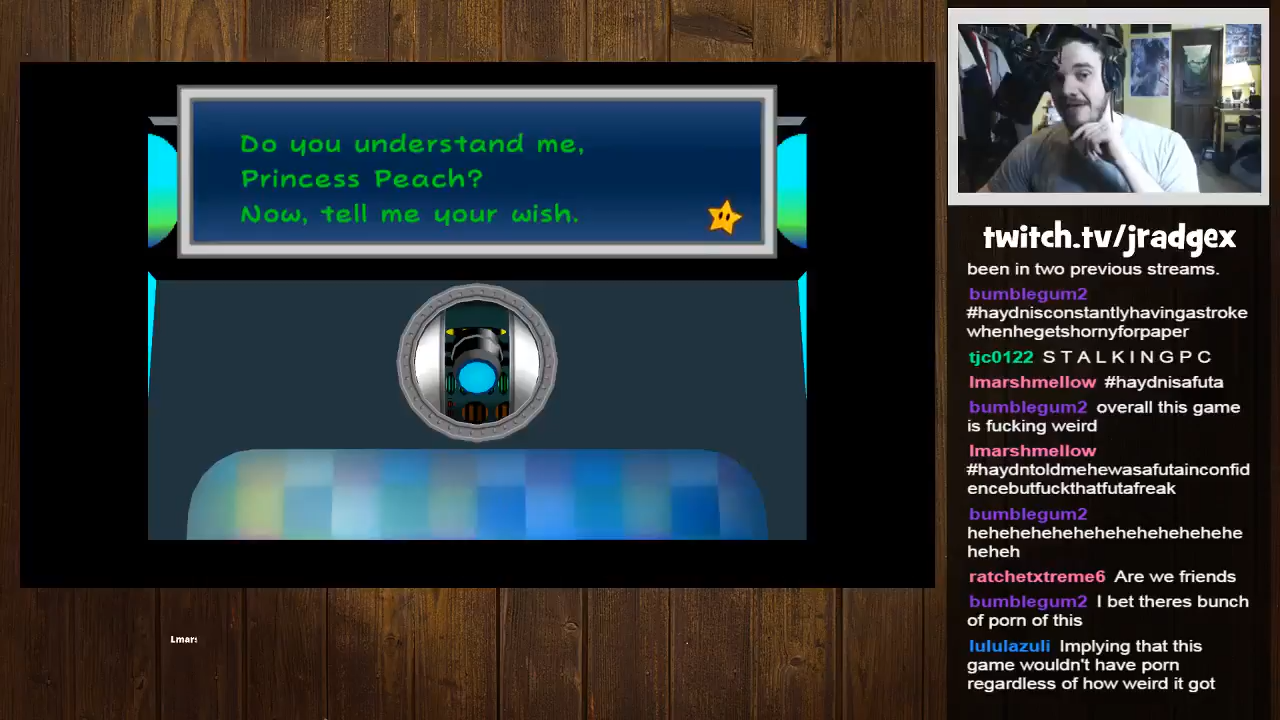 Do you understand me,
Princess Peach?
Now, tell me your wish.
twitch.tv/jradgex
been in two previous streams.
bumblegum2
#haydnisconstantlyhavingastroke
whenhegetshornyforpaper
tjc0122 S T A L K I N G P C
lmarshmellow #haydnisafuta
bumblegum2 overall this game
is fucking weird
lmarshmellow
#haydntoldmehewasafutainconfid
encebutfuckthatfutafreak
bumblegum2
hehehehehehehehehehehehehehe
heheh
ratchetxtreme6 Are we friends
bumblegum2 I bet theres bunch
of porn of this
lululazuli Implying that this
game wouldn't have porn
regardless of how weird it got
Lmars